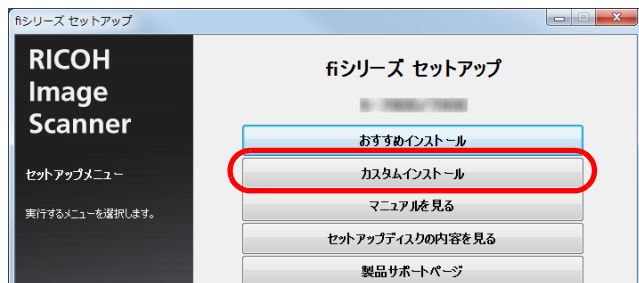 fiシリーズ セットアップ
RICOH
Image
Scanner
セットアップメニュー
実行するメニューを選択します。
fiシリーズ セットアップ
おすすめインストール
カスタムインストール
マニュアルを見る
セットアップディスクの内容を見る
製品サポートページ